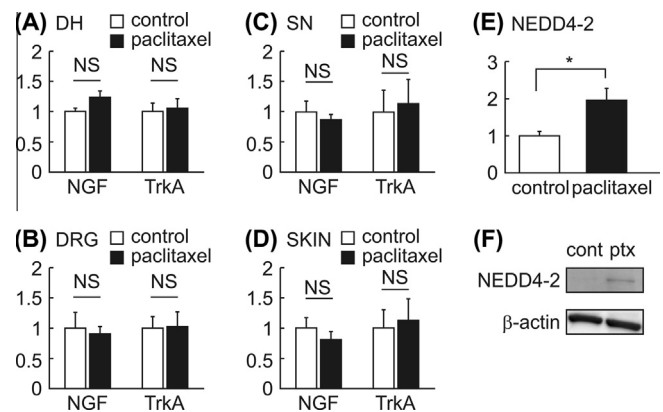 (A) DH
control
paclitaxel
NS NS
2
1.5
1
0.5
0
NGF TrkA
(C) SN
control
paclitaxel
NS NS
2
1.5
1
0.5
0
NGF TrkA
(E) NEDD4-2
*
3
2
1
0
control paclitaxel
(B) DRG
control
paclitaxel
NS NS
2
1.5
1
0.5
0
NGF TrkA
(D) SKIN
control
paclitaxel
NS NS
2
1.5
1
0.5
0
NGF TrkA
(F)
cont ptx
NEDD4-2
β-actin